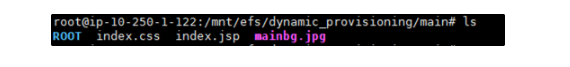 root@ip-10-250-1-122:/mnt/efs/dynamic_provisioning/main# ls
ROOT  index.css  index.jsp  mainbg.jpg